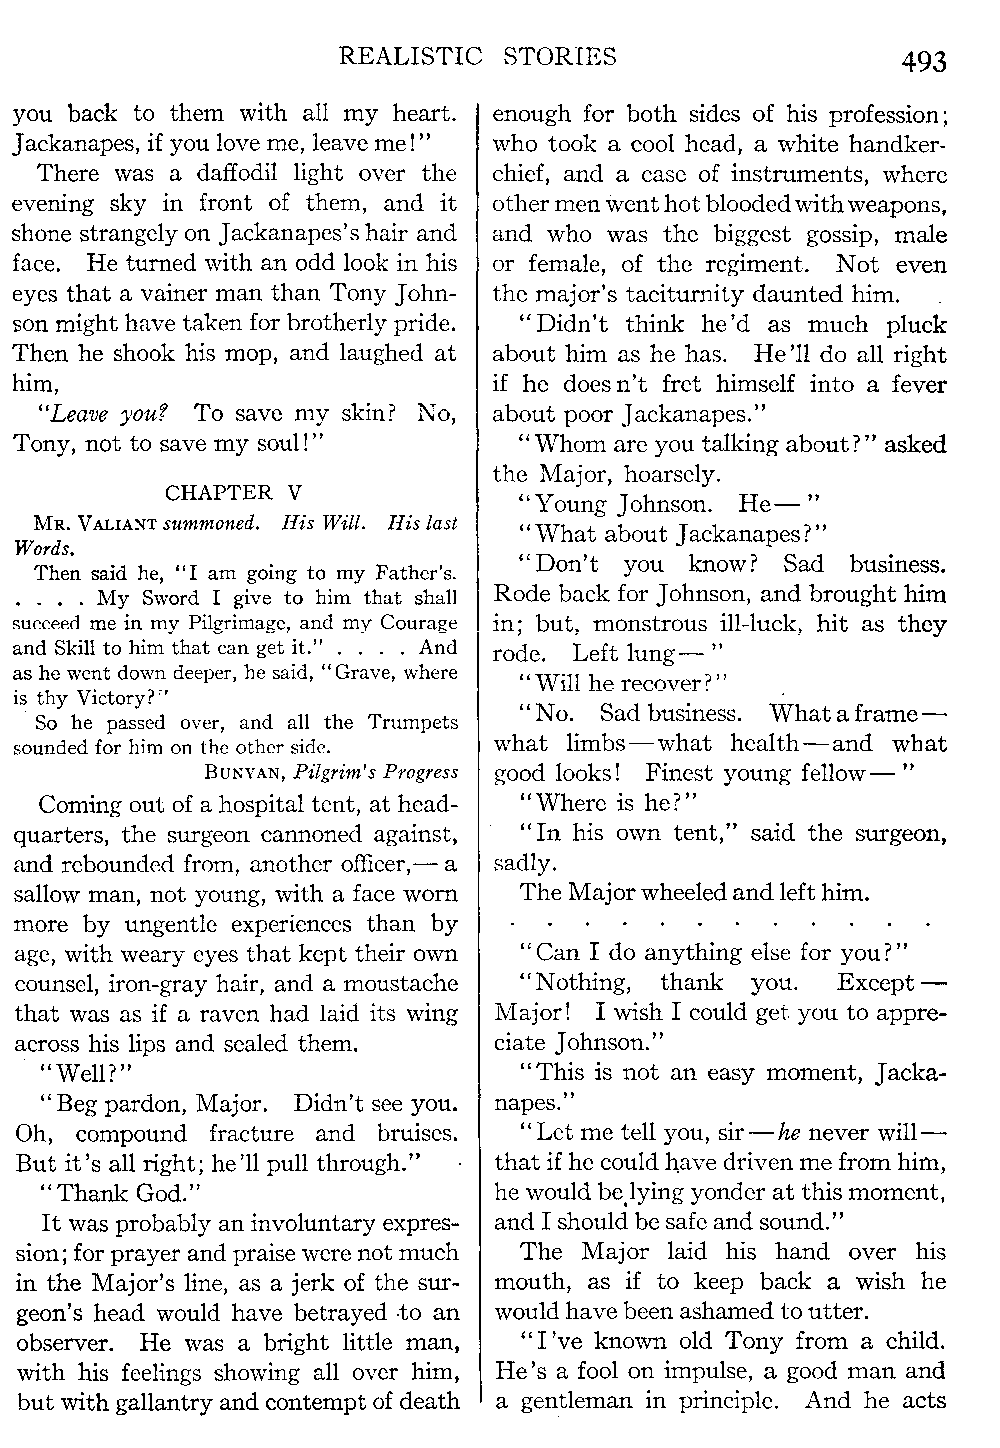 REALISTIC STORIES 493
you back to them with all my heart.
Jackanapes, if you love me, leave me!”
There was a daffodil light over the
evening sky in front of them, and it
shone strangely on Jackanapes’s hair and
face. He turned with an odd look in his
eyes that a vainer man than Tony John-
son might have taken for brotherly pride.
Then he shook his mop, and laughed at
him,
“Leave you? To save my skin? No,
Tony, not to save my soul!”
CHAPTER V
MR. VALIANT summoned. His Will. His last
Words.
Then said he, “I am going to my Father's.
. . . . My Sword I give to him that shall
succeed me in my Pilgrimage, and my Courage
and Skill to him that can get it.” . . . . And
as he went down deeper, he said, “Grave, where
is thy Victory?”
So he passed over, and all the Trumpets
sounded for him on the other side.
BUNYAN, Pilgrim's Progress
Coming out of a hospital tent, at head-
quarters, the surgeon cannoned against,
and rebounded from, another officer,— a
sallow man, not young, with a face worn
more by ungentle experiences than by
age, with weary eyes that kept their own
counsel, iron-gray hair, and a moustache
that was as if a raven had laid its wing
across his lips and sealed them.
“Well?”
“Beg pardon, Major. Didn’t see you.
Oh, compound fracture and bruises.
But it’s all right; he’ll pull through.”
“Thank God.”
It was probably an involuntary expres-
sion; for prayer and praise were not much
in the Major’s line, as a jerk of the sur-
geon’s head would have betrayed to an
observer. He was a bright little man,
with his feelings showing all over him,
but with gallantry and contempt of death
enough for both sides of his profession;
who took a cool head, a white handker-
chief, and a case of instruments, where
other men went hot blooded with weapons,
and who was the biggest gossip, male
or female, of the regiment. Not even
the major’s taciturnity daunted him.
“Didn’t think he’d as much pluck
about him as he has. He’ll do all right
if he doesn’t fret himself into a fever
about poor Jackanapes.”
“Whom are you talking about?” asked
the Major, hoarsely.
“Young Johnson. He— ”
“What about Jackanapes?”
“Don’t you know? Sad business.
Rode back for Johnson, and brought him
in; but, monstrous ill-luck, hit as they
rode. Left lung— ”
“Will he recover?”
“No. Sad business. What a frame—
what limbs—what health—and what
good looks! Finest young fellow— ”
“Where is he?”
“In his own tent,” said the surgeon,
sadly.
The Major wheeled and left him.
. . . . . . . . . . . .
“Can I do anything else for you?”
“Nothing, thank you. Except—
Major! I wish I could get you to appre-
ciate Johnson.”
“This is not an easy moment, Jacka-
napes.”
“Let me tell you, sir—he never will—
that if he could have driven me from him,
he would be lying yonder at this moment,
and I should be safe and sound.”
The Major laid his hand over his
mouth, as if to keep back a wish he
would have been ashamed to utter.
“I’ve known old Tony from a child.
He’s a fool on impulse, a good man and
a gentleman in principle. And he acts